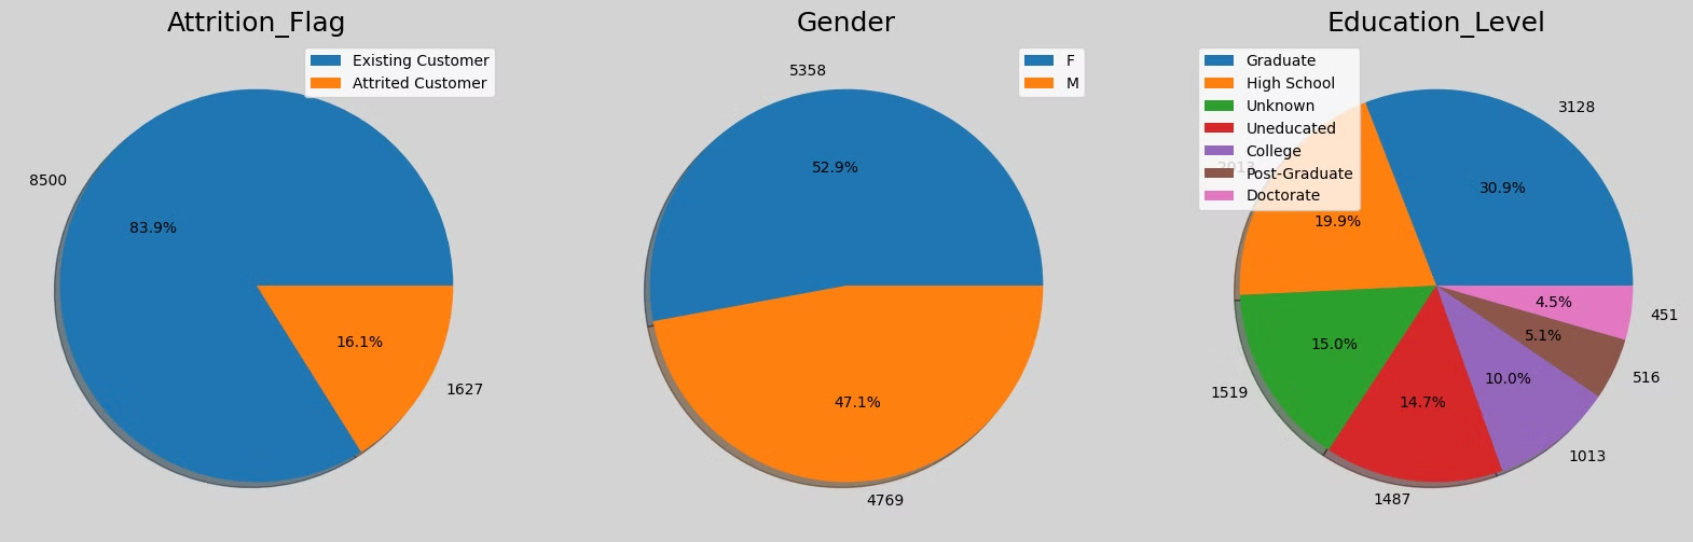 Attrition_Flag
Existing Customer
Attrited Customer
8500
83.9%
16.1%
1627
Gender
F
M
5358
52.9%
47.1%
4769
Education_Level
Graduate
High School
Unknown
Uneducated
College
Post-Graduate
Doctorate
3128
30.9%
2013
19.9%
15.0%
1519
14.7%
1487
10.0%
1013
5.1%
516
4.5%
451